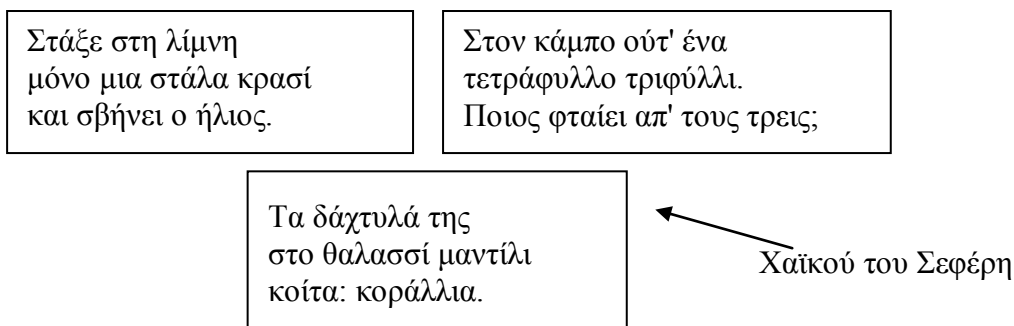 Στάξε στη λίμνη
μόνο μια στάλα κρασί
και σβήνει ο ήλιος.
Στον κάμπο ούτ' ένα
τετράφυλλο τριφύλλι.
Ποιος φταίει απ' τους τρεις;
Τα δάχτυλά της
στο θαλασσί μαντίλι
κοίτα: κοράλλια.
Χαϊκού του Σεφέρη